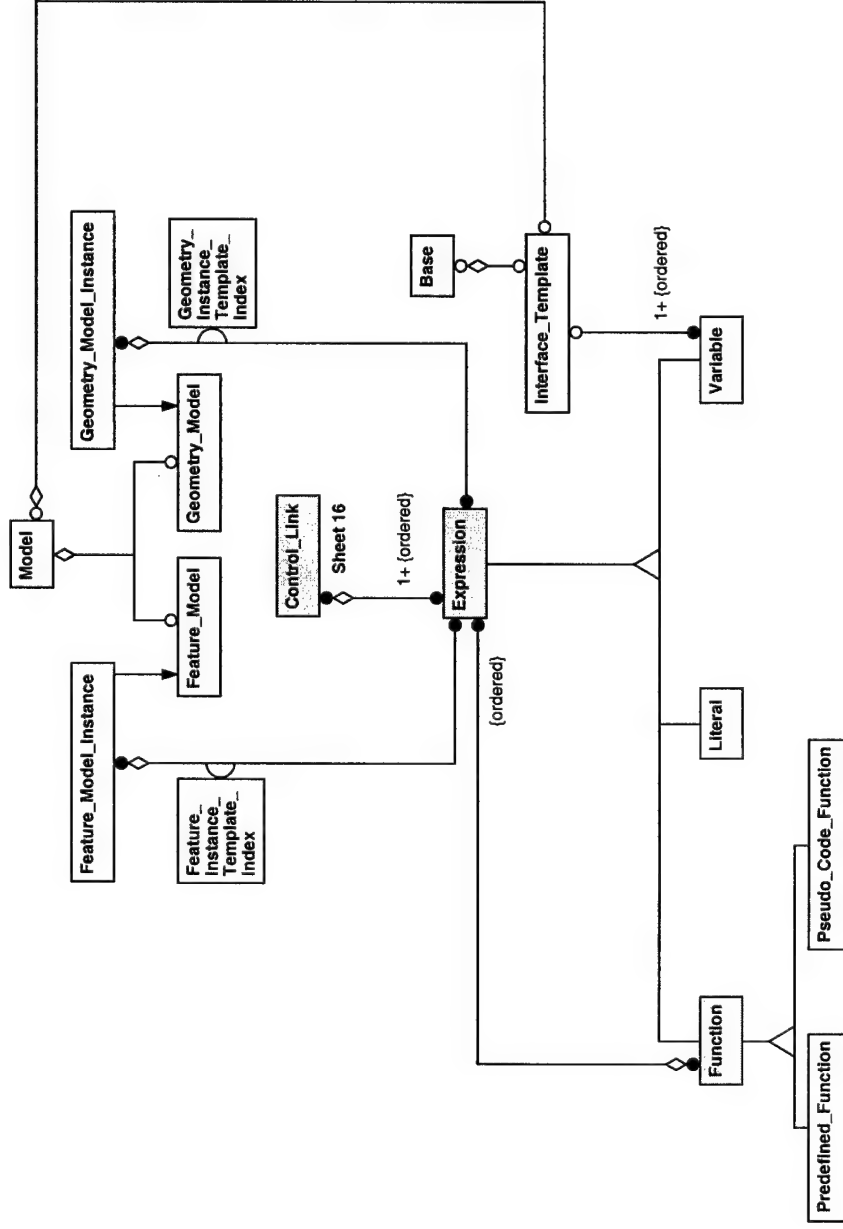 Model
Feature_Model_Instance
Geometry_Model_Instance
Feature_Model
Geometry_Model
Feature_
Instance_
Template_
Index
Geometry_
Instance_
Template_
Index
Control_Link
Sheet 16
1+ {ordered}
Expression
{ordered}
Base
Interface_Template
1+ {ordered}
Function
Literal
Variable
Predefined_Function
Pseudo_Code_Function